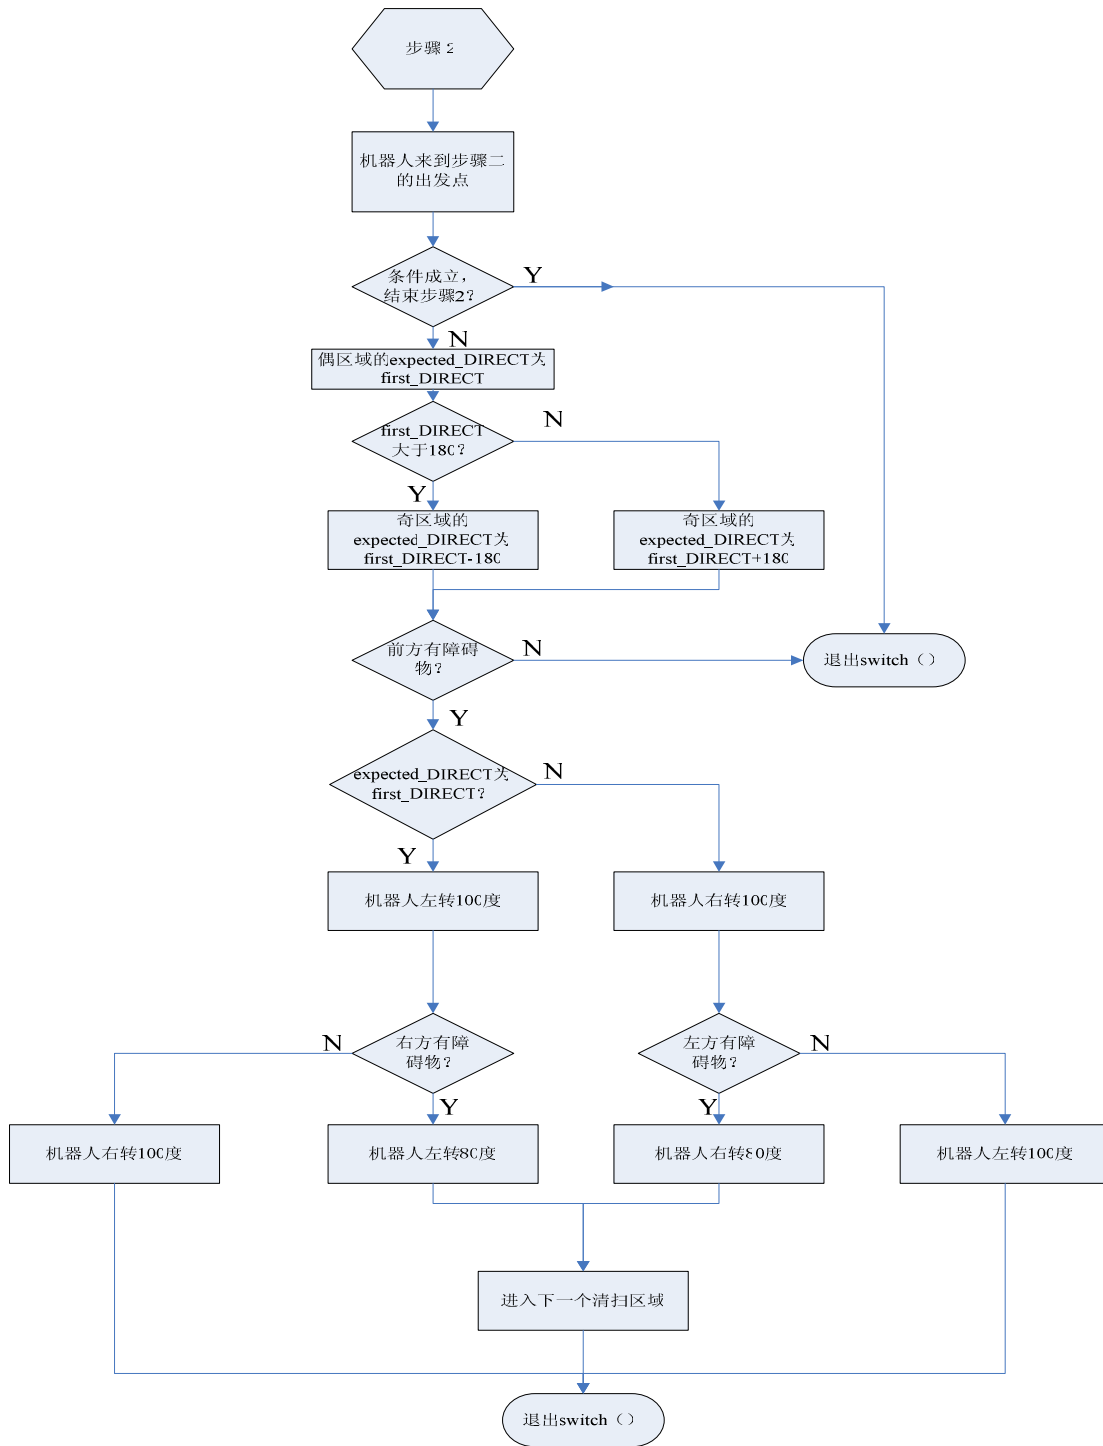 步骤 2
机器人来到步骤二
的出发点
条件成立，
结束步骤2？
Y
N
偶区域的expected_DIRECT为
first_DIRECT
first_DIRECT
大于180？
N
Y
奇区域的
expected_DIRECT为
first_DIRECT-180
奇区域的
expected_DIRECT为
first_DIRECT+180
前方有障碍
物？
N
退出switch（）
Y
expected_DIRECT为
first_DIRECT？
N
Y
机器人左转100度
机器人右转100度
N
右方有障
碍物？
左方有障
碍物？
N
Y
Y
机器人右转100度
机器人左转80度
机器人右转80度
机器人左转100度
进入下一个清扫区域
退出switch（）